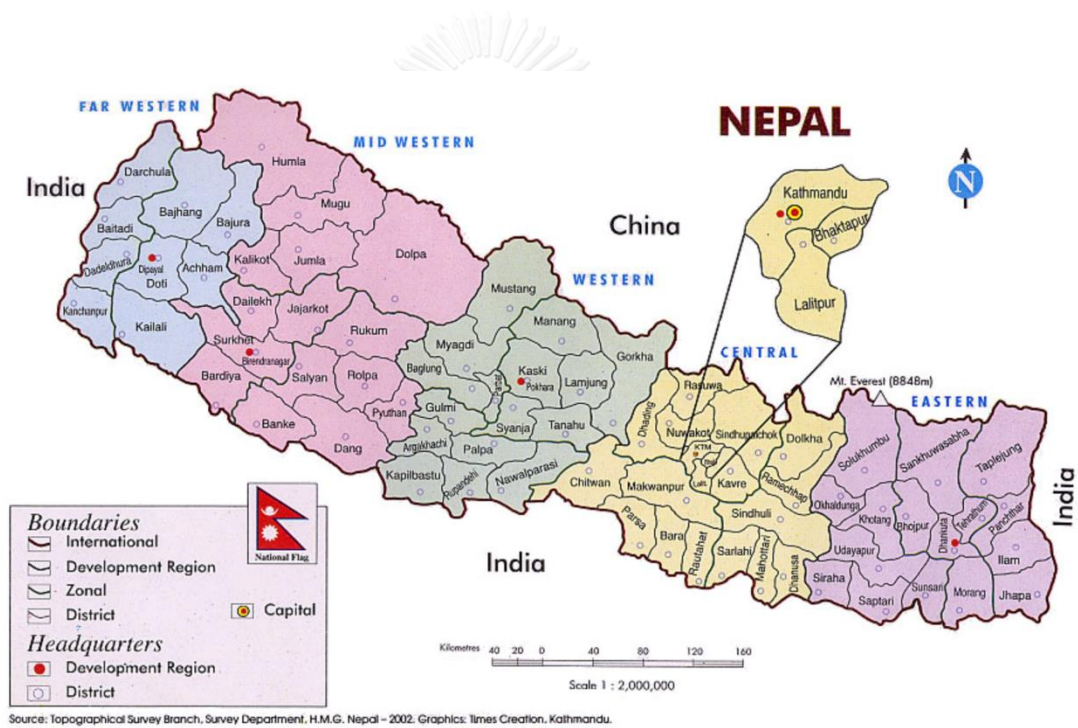 NEPAL
FAR WESTERN
MID WESTERN
India
Humla
Darchula
Kathmandu
N
Mugu
Bajhang
Bajura
Baitadi
China
Bhaktapur
Dolpa
Kalikot
Jumla
Dadeldhura
Dipayal
Achham
Doti
WESTERN
Mustang
Lalitpur
Kanchanpur
Dailekh
Jajarkot
Kailali
Rukum
Manang
Surkhet
Myagdi
Gorkha
CENTRAL
Birendranagar
Baglung
Parbat
Kaski
Pokhara
Lamjung
Bardiya
Salyan
Rolpa
Rasuwa
Mt. Everest (8848m)
EASTERN
Pyuthan
Gulmi
Syanja
Tanahu
Dhading
Nuwakot
Sindhupalchok
Dolkha
Banke
Dang
Argakhachi
Palpa
KTM
Bha.
Lalit.
Solukhumbu
Sankhuwasabha
Taplejung
Kapilbastu
Rupandehi
Nawalparasi
Chitwan
Makwanpur
Kavre
Ramechhap
India
Okhaldunga
Khotang
Bhojpur
Dhankuta
Tehrathum
Panchthar
Sindhuli
Parsa
Bara
Rautahat
Sarlahi
Mahottari
Dhanusa
Udayapur
Ilam
India
Siraha
Saptari
Sunsari
Morang
Jhapa
National Flag
Boundaries
International
Development Region
Zonal
District
Capital
Headquarters
Development Region
District
Kilometres 40 20 0 40 80 120 160
Scale 1 : 2,000,000
Source: Topographical Survey Branch, Survey Department, H.M.G. Nepal – 2002. Graphics: Times Creation, Kathmandu.